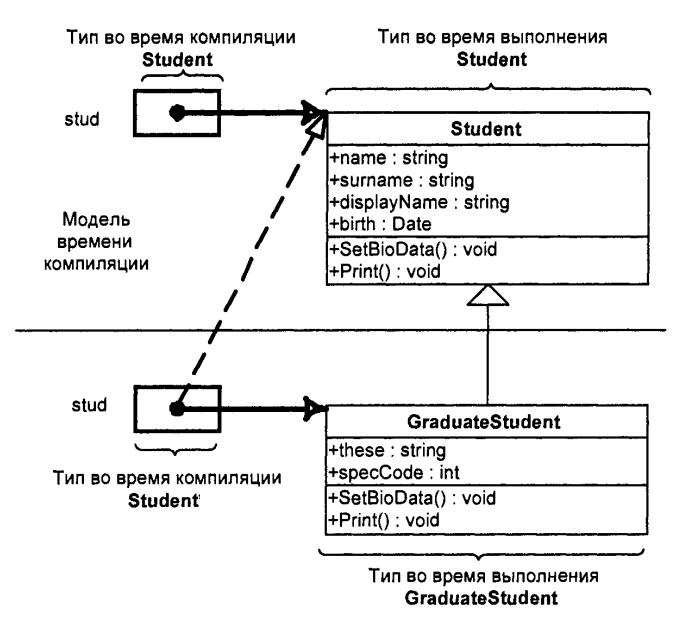 Тип во время компиляции
Student
Тип во время выполнения
Student
stud
Student
+name : string
+surname : string
+displayName : string
+birth : Date
+SetBioData() : void
+Print() : void
Модель
времени
компиляции
stud
GraduateStudent
+these : string
+specCode : int
+SetBioData() : void
+Print() : void
Тип во время компиляции
Student
Тип во время выполнения
GraduateStudent